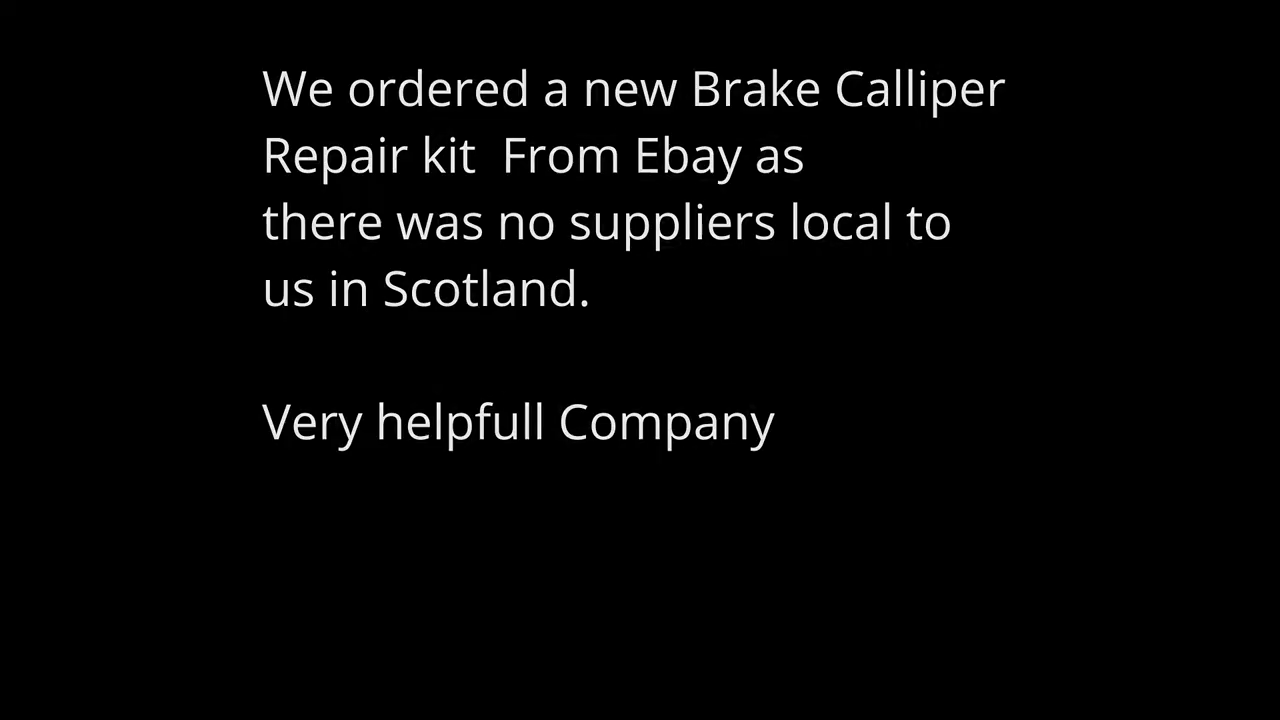 We ordered a new Brake Calliper
Repair kit  From Ebay as
there was no suppliers local to
us in Scotland.
Very helpfull Company